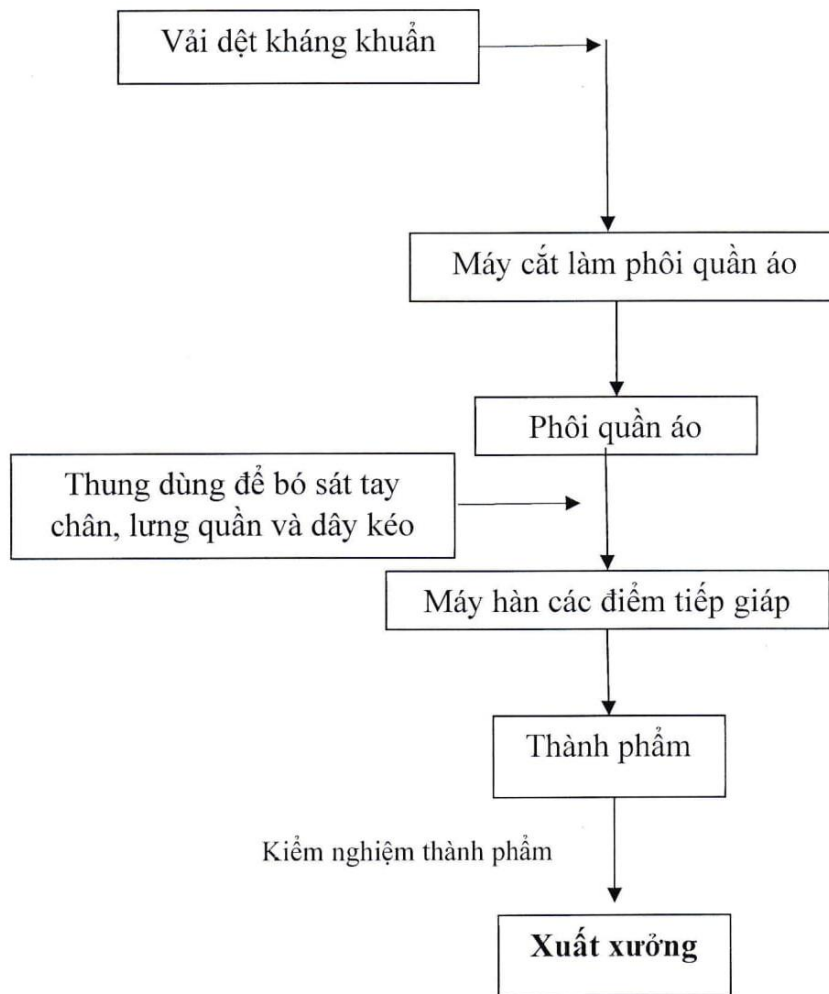 Vải dệt kháng khuẩn
Máy cắt làm phôi quần áo
Phôi quần áo
Thung dùng để bó sát tay
chân, lưng quần và dây kéo
Máy hàn các điểm tiếp giáp
Thành phẩm
Kiểm nghiệm thành phẩm
Xuất xưởng